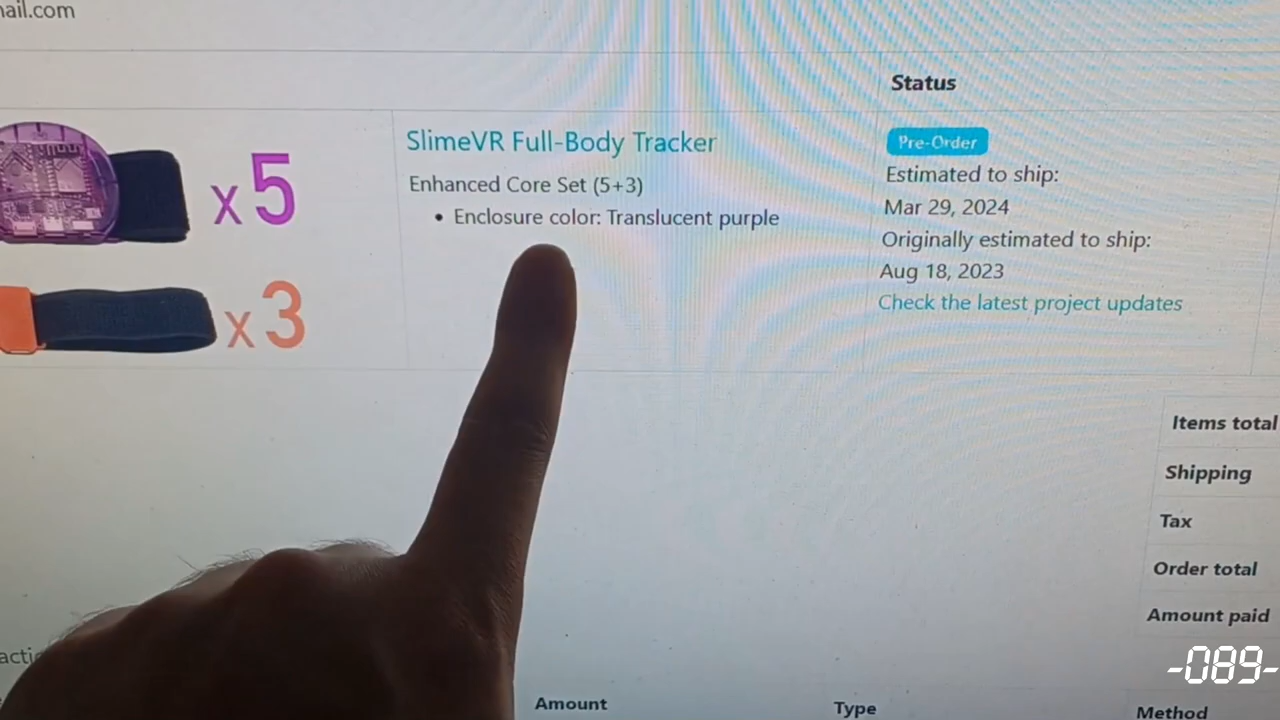 ail.com
Status
x5
SlimeVR Full-Body Tracker
Enhanced Core Set (5+3)
• Enclosure color: Translucent purple
Pre-Order
Estimated to ship:
Mar 29, 2024
Originally estimated to ship:
Aug 18, 2023
Check the latest project updates
x3
Items total
Shipping
Tax
Order total
Amount paid
-089-
acti
Amount
Type
Method